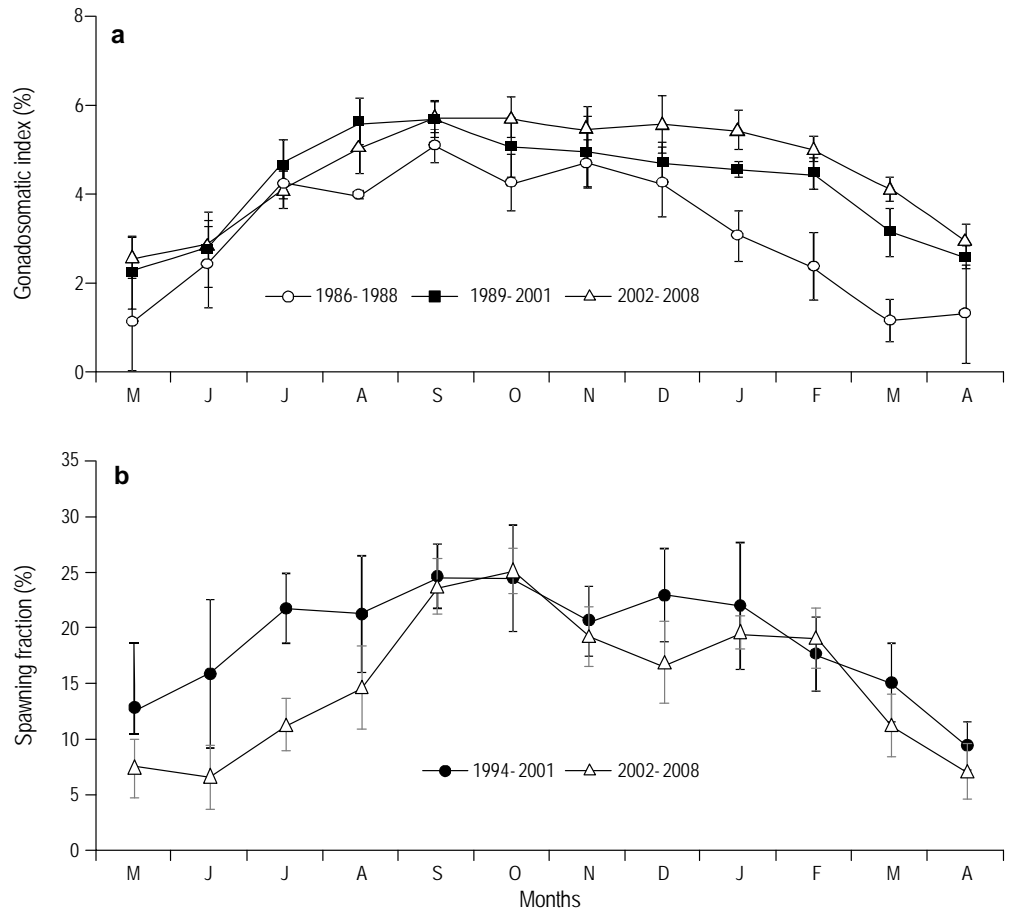 a
Gonadosomatic index (%)
8
6
4
2
0
1986-1988 1989-2001 2002-2008
M J J A S O N D J F M A
b
Spawning fraction (%)
35
30
25
20
15
10
5
0
1994-2001 2002-2008
M J J A S O N D J F M A
Months